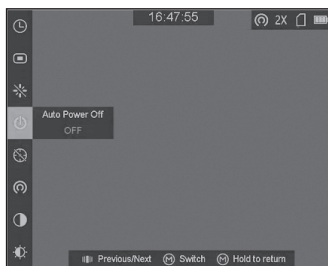 16:47:55
2X
Auto Power Off
OFF
Previous/Next M Switch M Hold to return